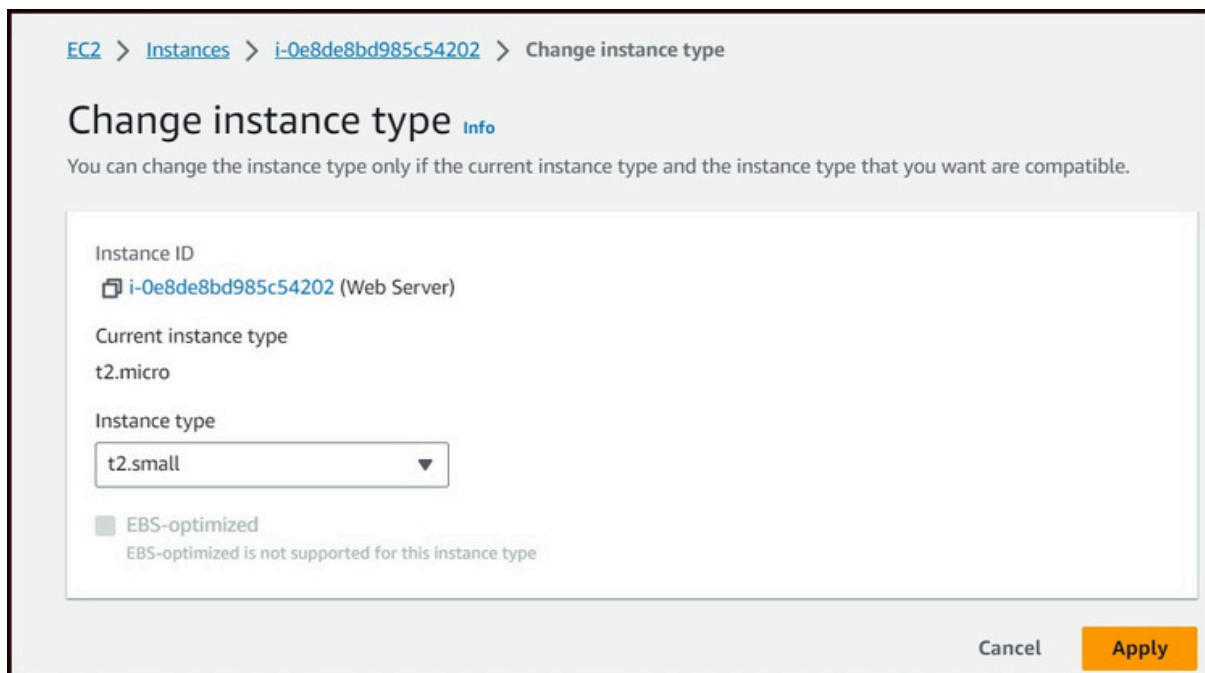 EC2 > Instances > i-0e8de8bd985c54202 > Change instance type
Change instance type Info
You can change the instance type only if the current instance type and the instance type that you want are compatible.
Instance ID
i-0e8de8bd985c54202 (Web Server)
Current instance type
t2.micro
Instance type
t2.small
EBS-optimized
EBS-optimized is not supported for this instance type
Cancel Apply